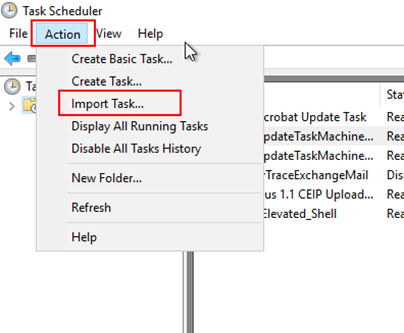 Task Scheduler
File Action View Help
Create Basic Task...
Create Task...
Import Task...
Display All Running Tasks
Disable All Tasks History
New Folder...
Refresh
Help
Ta
Sta
crobat Update Task Rea
pdateTaskMachine... Rea
pdateTaskMachine... Rea
TraceExchangeMail Dis
us 1.1 CEIP Upload... Rea
Elevated_Shell Rea